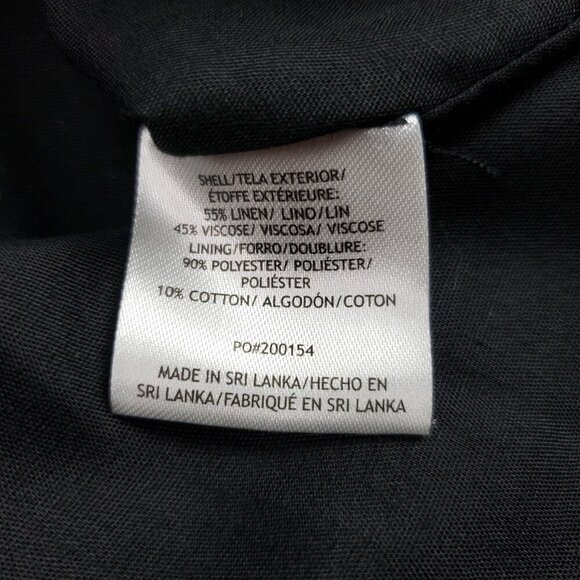 SHELL/TELA EXTERIOR/
ÉTOFFE EXTÉRIEURE:
55% LINEN/ LINO/LIN
45% VISCOSE/ VISCOSA/ VISCOSE
LINING/FORRO/DOUBLURE:
90% POLYESTER/ POLIÉSTER/
POLIÉSTER
10% COTTON/ ALGODÓN/COTON
PO#200154
MADE IN SRI LANKA/HECHO EN
SRI LANKA/FABRIQUÉ EN SRI LANKA